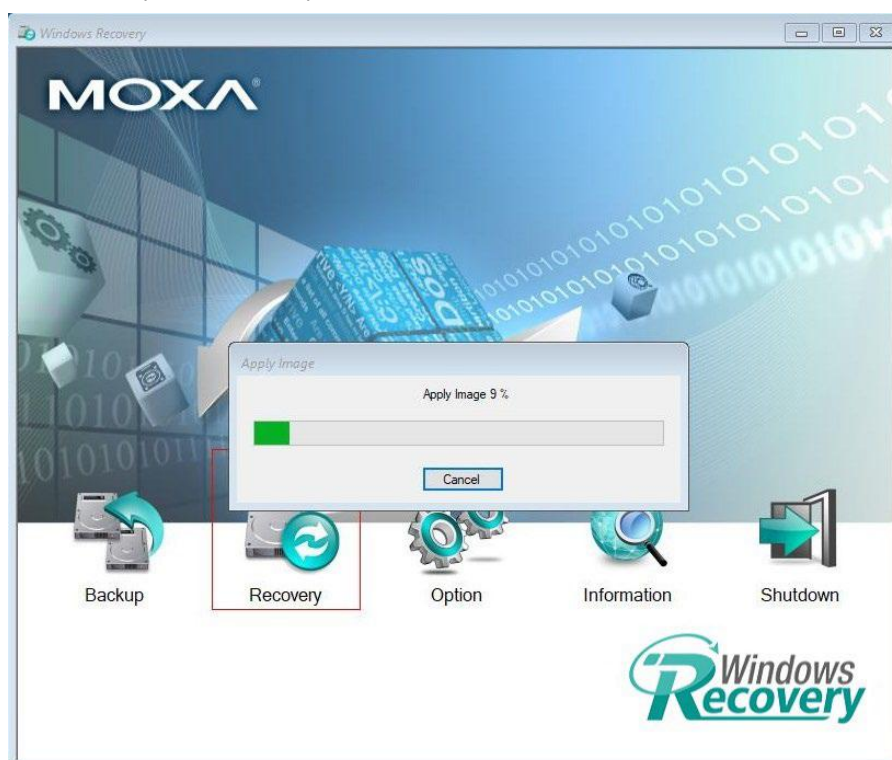 Windows Recovery
MOXA®
Apply Image
Apply Image 9 %
Cancel
Backup
Recovery
Option
Information
Shutdown
Windows
Recovery